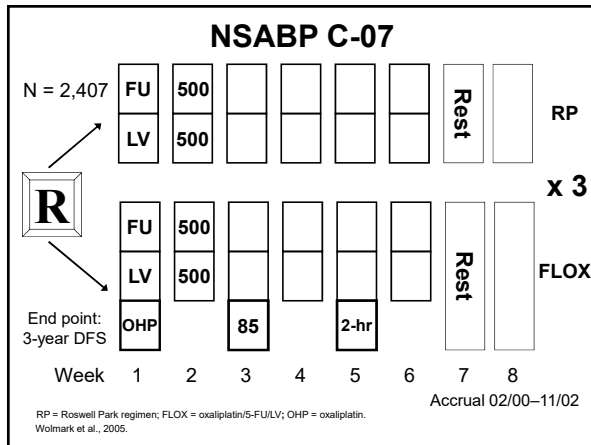 NSABP C-07
N = 2,407
FU 500
LV 500
Rest
RP
R
x 3
FU 500
LV 500
Rest
FLOX
OHP 85 2-hr
End point:
3-year DFS
Week 1 2 3 4 5 6 7 8
Accrual 02/00–11/02
RP = Roswell Park regimen; FLOX = oxaliplatin/5-FU/LV; OHP = oxaliplatin.
Wolmark et al., 2005.